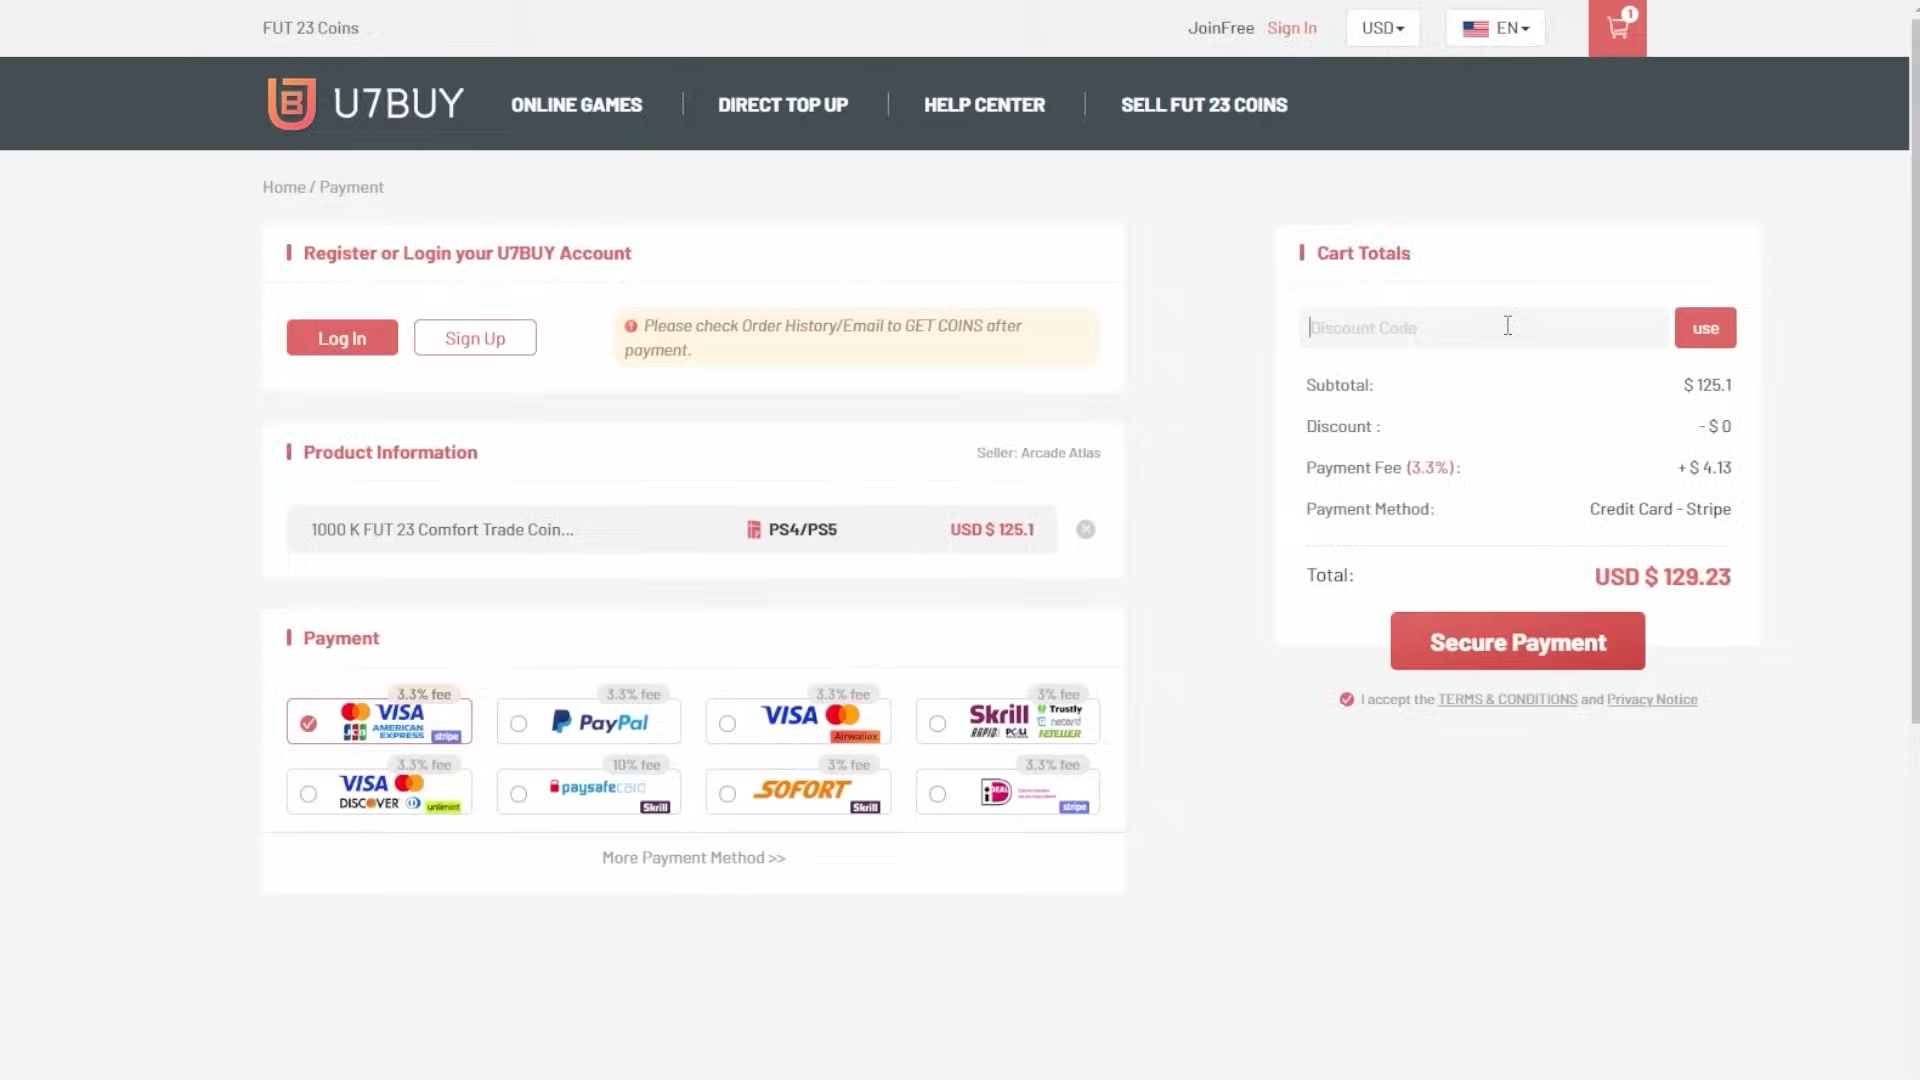 FUT 23 Coins
JoinFree Sign In USD EN 1
U7BUY ONLINE GAMES DIRECT TOP UP HELP CENTER SELL FUT 23 COINS
Home / Payment
Register or Login your U7BUY Account
Log In Sign Up
Please check Order History/Email to GET COINS after
payment.
Product Information Seller: Arcade Atlas
1000 K FUT 23 Comfort Trade Coin... PS4/PS5 USD $ 125.1
Payment
3.3% fee 3.3% fee 3.3% fee 3% fee
VISA AMERICAN EXPRESS JCB stripe
PayPal
VISA Airwallex
Skrill Trustly
RAPID NETELLER
3.3% fee 10% fee 3% fee 3.3% fee
VISA DISCOVER unlimint
paysafecard Skrill
SOFORT Skrill
iDEAL stripe
More Payment Method >>
Cart Totals
Discount Code use
Subtotal: $ 125.1
Discount : - $ 0
Payment Fee (3.3%) : + $ 4.13
Payment Method: Credit Card - Stripe
Total: USD $ 129.23
Secure Payment
I accept the TERMS & CONDITIONS and Privacy Notice